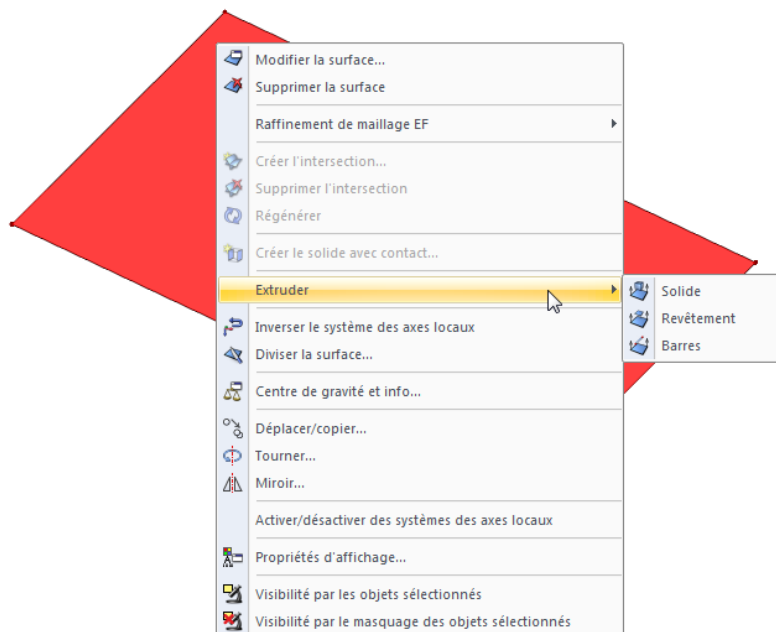 Modifier la surface...
Supprimer la surface
Raffinement de maillage EF
Créer l'intersection...
Supprimer l'intersection
Régénérer
Créer le solide avec contact...
Extruder
Solide
Revêtement
Barres
Inverser le système des axes locaux
Diviser la surface...
Centre de gravité et info...
Déplacer/copier...
Tourner...
Miroir...
Activer/désactiver des systèmes des axes locaux
Propriétés d'affichage...
Visibilité par les objets sélectionnés
Visibilité par le masquage des objets sélectionnés